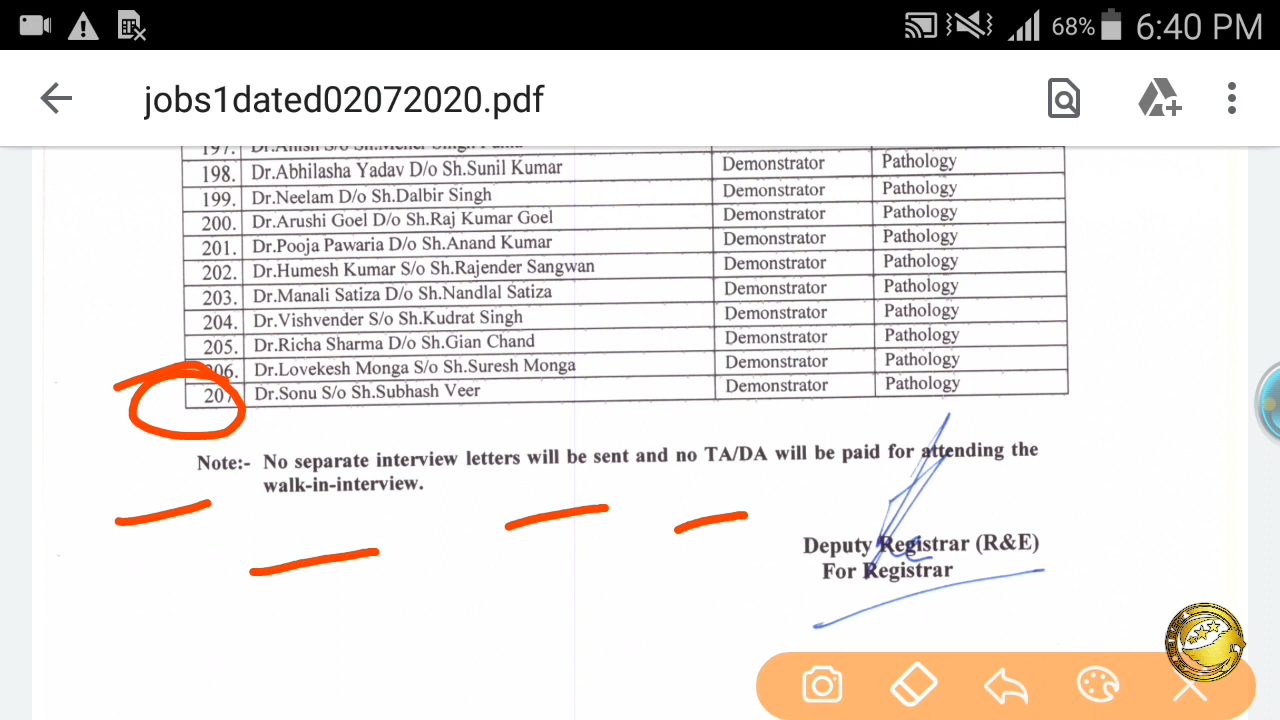 68% 6:40 PM
jobs1dated02072020.pdf
197.
198. Dr.Abhilasha Yadav D/o Sh.Sunil Kumar Demonstrator Pathology
199. Dr.Neelam D/o Sh.Dalbir Singh Demonstrator Pathology
200. Dr.Arushi Goel D/o Sh.Raj Kumar Goel Demonstrator Pathology
201. Dr.Pooja Pawaria D/o Sh.Anand Kumar Demonstrator Pathology
202. Dr.Humesh Kumar S/o Sh.Rajender Sangwan Demonstrator Pathology
203. Dr.Manali Satiza D/o Sh.Nandlal Satiza Demonstrator Pathology
204. Dr.Vishvender S/o Sh.Kudrat Singh Demonstrator Pathology
205. Dr.Richa Sharma D/o Sh.Gian Chand Demonstrator Pathology
206. Dr.Lovekesh Monga S/o Sh.Suresh Monga Demonstrator Pathology
207 Dr.Sonu S/o Sh.Subhash Veer Demonstrator Pathology
Note:- No separate interview letters will be sent and no TA/DA will be paid for attending the
walk-in-interview.
Deputy Registrar (R&E)
For Registrar